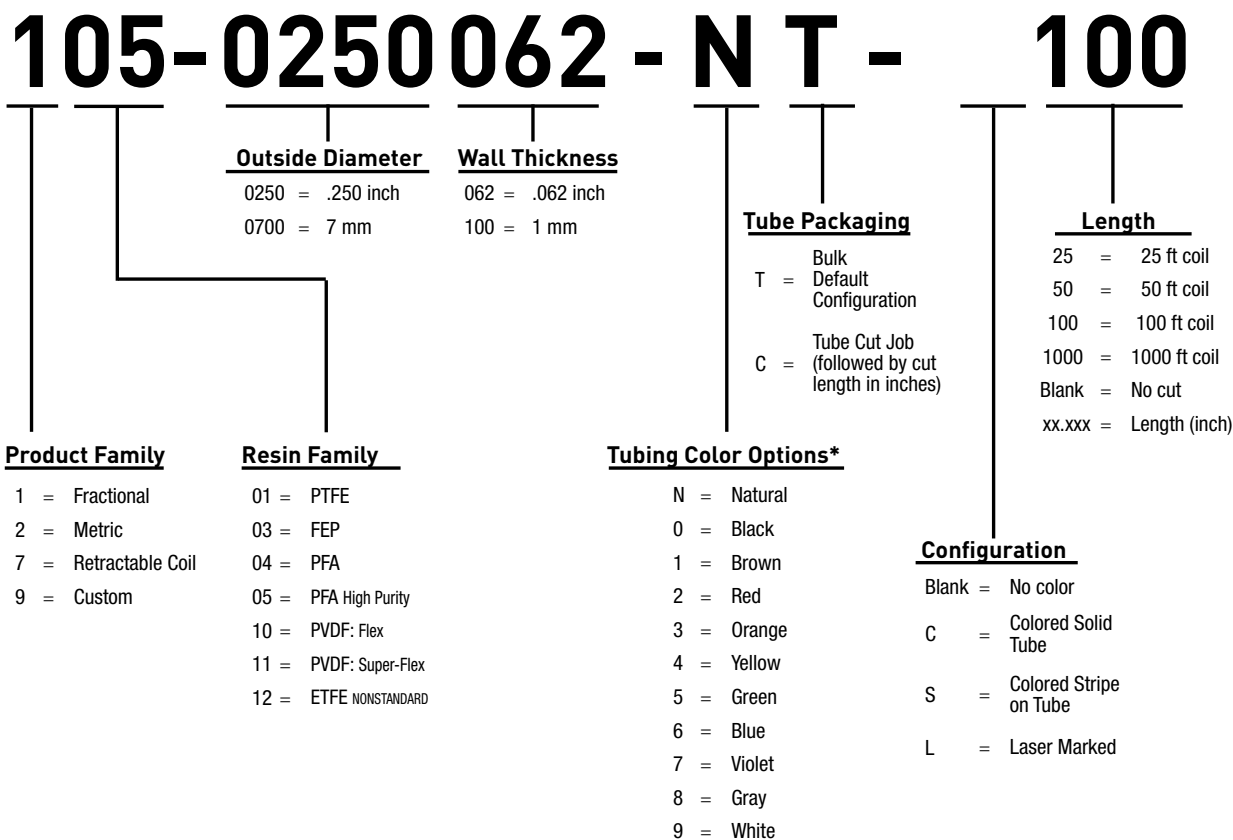 105-0250062 - NT - 100
Outside Diameter
0250 = .250 inch
0700 = 7 mm
Wall Thickness
062 = .062 inch
100 = 1 mm
Tube Packaging
T = Bulk
Default
Configuration
C = Tube Cut Job
(followed by cut
length in inches)
Length
25 = 25 ft coil
50 = 50 ft coil
100 = 100 ft coil
1000 = 1000 ft coil
Blank = No cut
xx.xxx = Length (inch)
Product Family
1 = Fractional
2 = Metric
7 = Retractable Coil
9 = Custom
Resin Family
01 = PTFE
03 = FEP
04 = PFA
05 = PFA High Purity
10 = PVDF: Flex
11 = PVDF: Super-Flex
12 = ETFE NONSTANDARD
Tubing Color Options*
N = Natural
0 = Black
1 = Brown
2 = Red
3 = Orange
4 = Yellow
5 = Green
6 = Blue
7 = Violet
8 = Gray
9 = White
Configuration
Blank = No color
C = Colored Solid
Tube
S = Colored Stripe
on Tube
L = Laser Marked